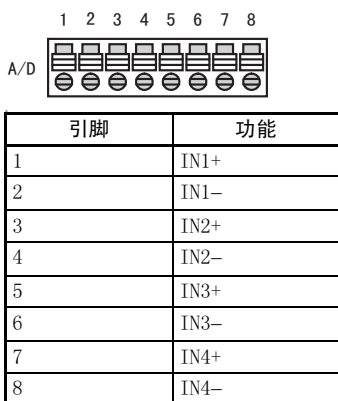 1 2 3 4 5 6 7 8
A/D
引脚 功能
1 IN1+
2 IN1−
3 IN2+
4 IN2−
5 IN3+
6 IN3−
7 IN4+
8 IN4−